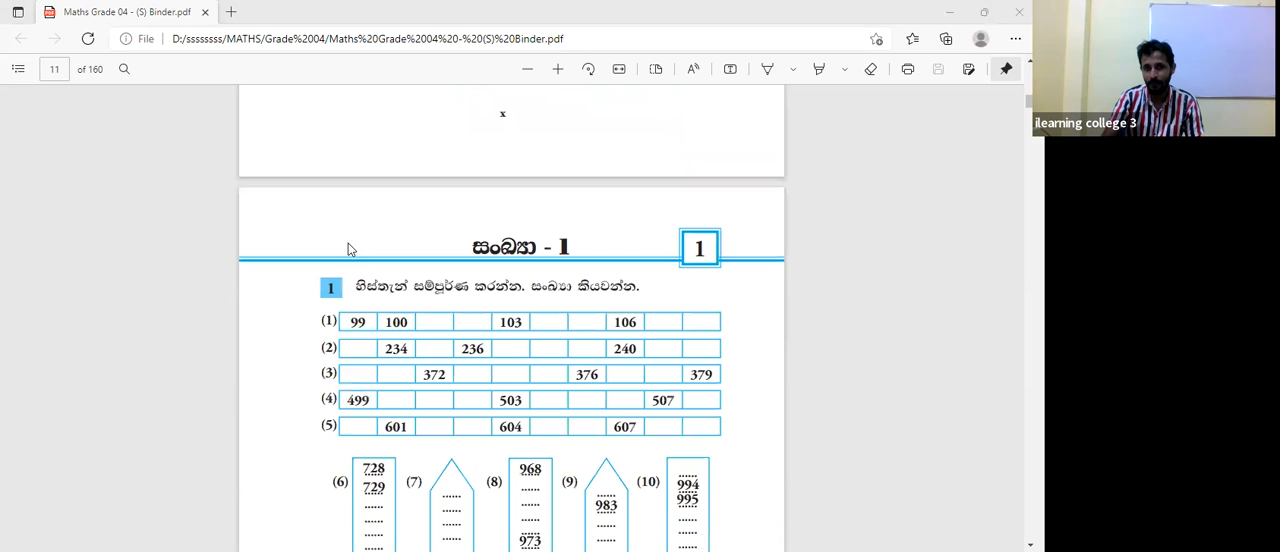 Maths Grade 04 - (S) Binder.pdf
File D:/ssssssss/MATHS/Grade%2004/Maths%20Grade%2004%20-%20(S)%20Binder.pdf
11 of 160
x
ilearning college 3
සංඛ්‍යා - 1 1
1 හිස්තැන් සම්පූර්ණ කරන්න. සංඛ්‍යා කියවන්න.
(1) 99 100 103 106
(2) 234 236 240
(3) 372 376 379
(4) 499 503 507
(5) 601 604 607
(6) 728 (7) (8) 968 (9) (10) ......
729 ...... ...... ...... 994
...... ...... ...... 983 995
...... ...... ...... ...... ......
...... ...... ...... ...... ......
...... 973 ......